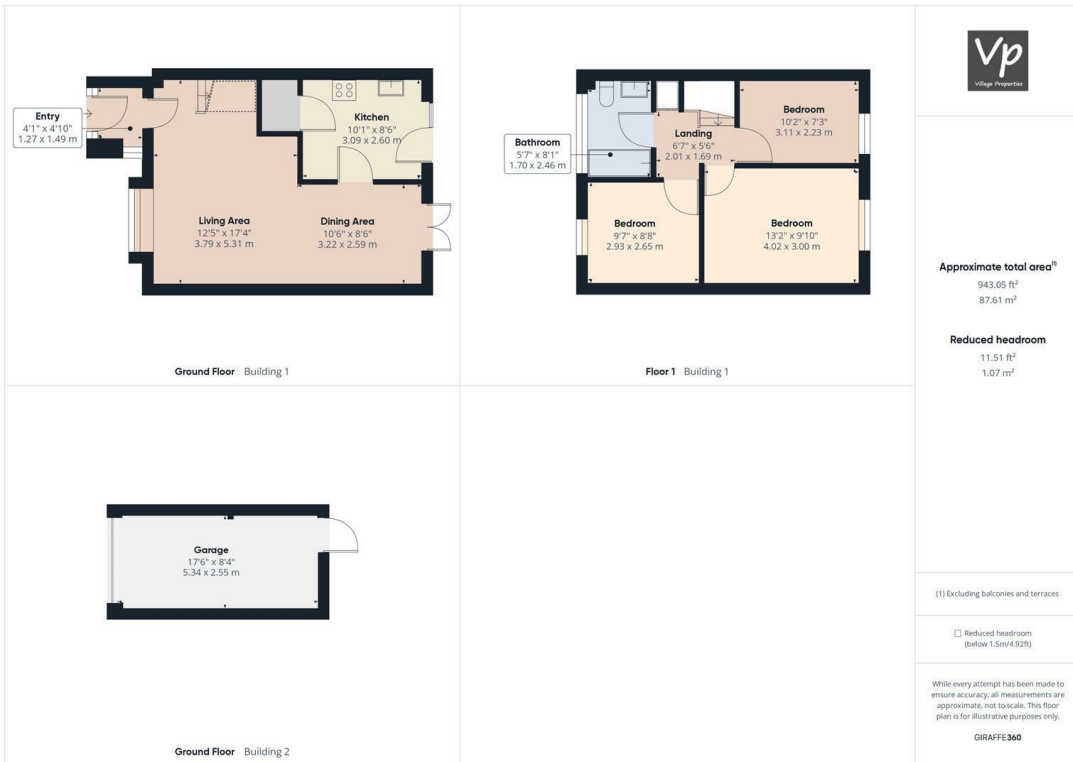 Entry
4'1" x 4'10"
1.27 x 1.49 m
Kitchen
10'1" x 8'6"
3.09 x 2.60 m
Living Area
12'5" x 17'4"
3.79 x 5.31 m
Dining Area
10'6" x 8'6"
3.22 x 2.59 m
Ground Floor Building 1
Bathroom
5'7" x 8'1"
1.70 x 2.46 m
Landing
6'7" x 5'6"
2.01 x 1.69 m
Bedroom
10'2" x 7'3"
3.11 x 2.23 m
Bedroom
9'7" x 8'8"
2.93 x 2.65 m
Bedroom
13'2" x 9'10"
4.02 x 3.00 m
Floor 1 Building 1
Garage
17'6" x 8'4"
5.34 x 2.55 m
Ground Floor Building 2
Vp
Village Properties
Approximate total area(1)
943.05 ft²
87.61 m²
Reduced headroom
11.51 ft²
1.07 m²
(1) Excluding balconies and terraces
Reduced headroom
(below 1.5m/4.92ft)
While every attempt has been made to
ensure accuracy, all measurements are
approximate, not to scale. This floor
plan is for illustrative purposes only.
GIRAFFE360